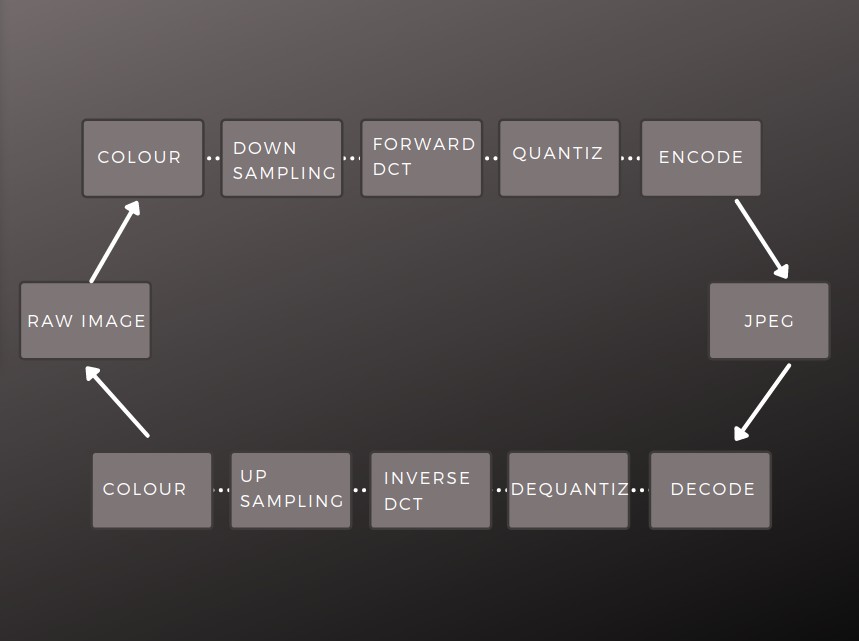 COLOUR
DOWN
SAMPLING
FORWARD
DCT
QUANTIZ
ENCODE
RAW IMAGE
JPEG
COLOUR
UP
SAMPLING
INVERSE
DCT
DEQUANTIZ
DECODE